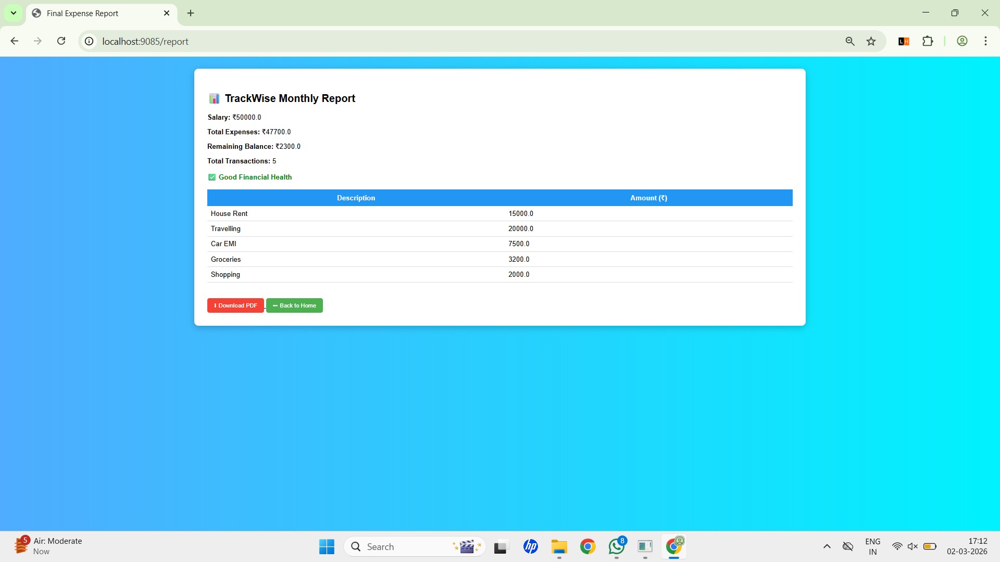 Final Expense Report
localhost:9085/report
LH
TrackWise Monthly Report
Salary: ₹50000.0
Total Expenses: ₹47700.0
Remaining Balance: ₹2300.0
Total Transactions: 5
Good Financial Health
Description Amount (₹)
House Rent 15000.0
Travelling 20000.0
Car EMI 7500.0
Groceries 3200.0
Shopping 2000.0
⬇ Download PDF ⬅ Back to Home
5 Air: Moderate
Now
Search
hp
8
ENG
IN
17:12
02-03-2026